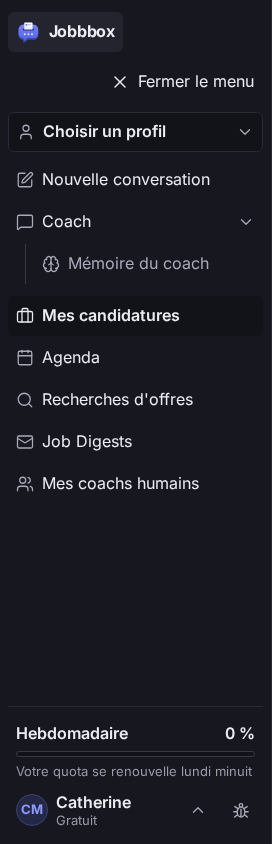 Jobbbox
Fermer le menu
Choisir un profil
Nouvelle conversation
Coach
Mémoire du coach
Mes candidatures
Agenda
Recherches d'offres
Job Digests
Mes coachs humains
Hebdomadaire 0 %
Votre quota se renouvelle lundi minuit
CM Catherine
Gratuit